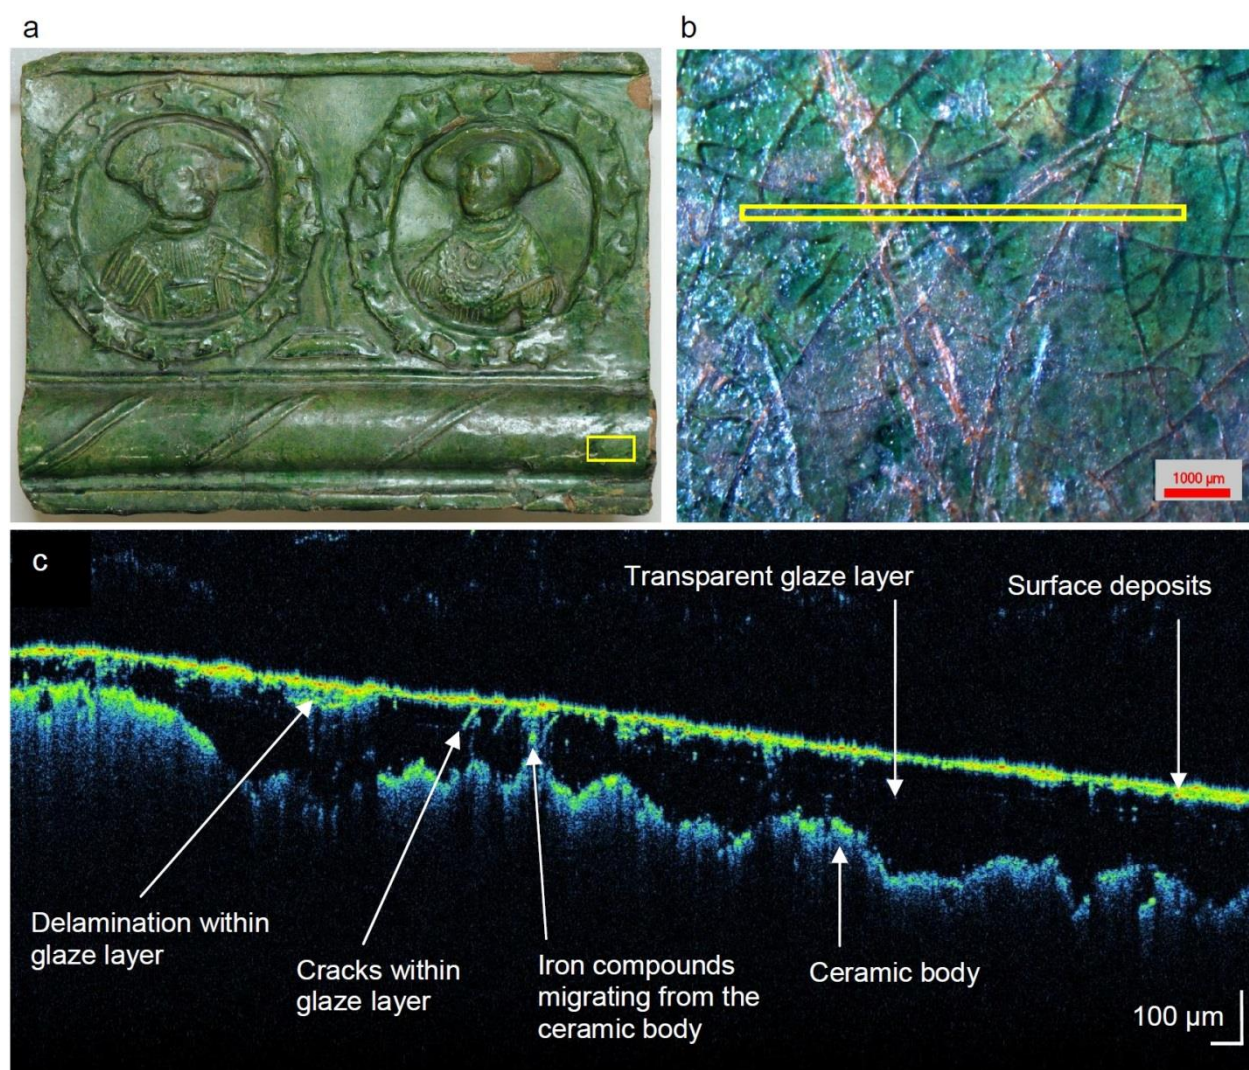 a
b
1000 µm
c
Transparent glaze layer
Surface deposits
Delamination within
glaze layer
Cracks within
glaze layer
Iron compounds
migrating from the
ceramic body
Ceramic body
100 µm